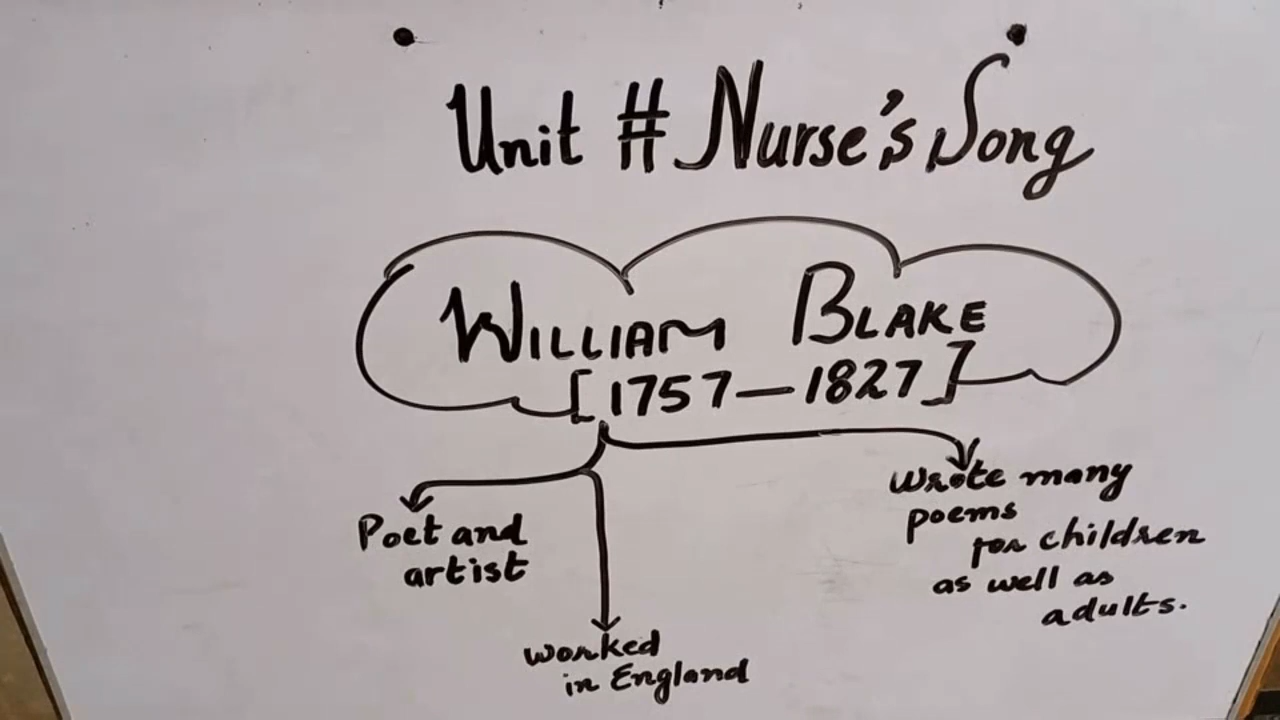 Unit # Nurse's Song
WILLIAM BLAKE
[1757-1827]
Poet and
artist
worked
in England
wrote many
poems
for children
as well as
adults.